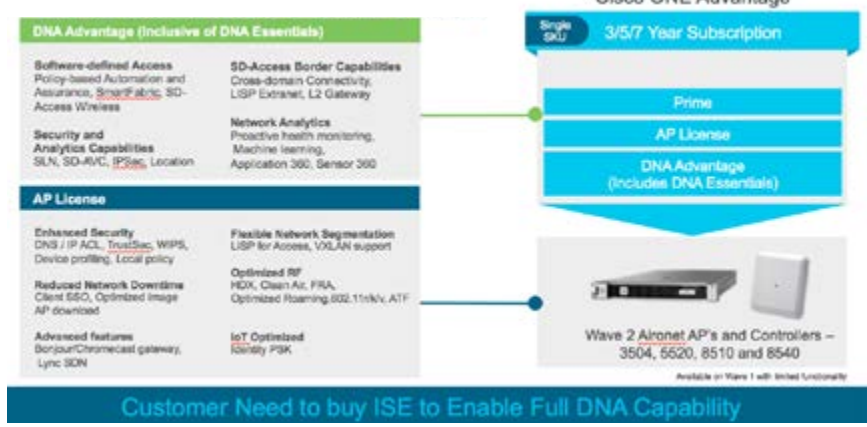 Cisco ONE Advantage
DNA Advantage (Inclusive of DNA Essentials)
Software-defined Access
Policy-based Automation and
Assurance, SmartFabric, SD-
Access Wireless
Security and
Analytics Capabilities
SLN, SD-AVC, IPSec, Location
SD-Access Border Capabilities
Cross-domain Connectivity,
LISP Extranet, L2 Gateway
Network Analytics
Proactive health monitoring,
Machine learning,
Application 360, Sensor 360
AP License
Enhanced Security
DNS / IP ACL, TrustSec, WIPS,
Device profiling, Local policy
Reduced Network Downtime
Client SSO, Optimized Image
AP download
Advanced features
Bonjour/Chromecast gateway,
Lync SDN
Flexible Network Segmentation
LISP for Access, VXLAN support
Optimized RF
HDX, Clean Air, FRA,
Optimized Roaming,802.11r/k/v, ATF
IoT Optimized
Identity PSK
Single
SKU
3/5/7 Year Subscription
Prime
AP License
DNA Advantage
(Includes DNA Essentials)
Wave 2 Aironet AP's and Controllers –
3504, 5520, 8510 and 8540
Available on Wave 1 with limited functionality
Customer Need to buy ISE to Enable Full DNA Capability